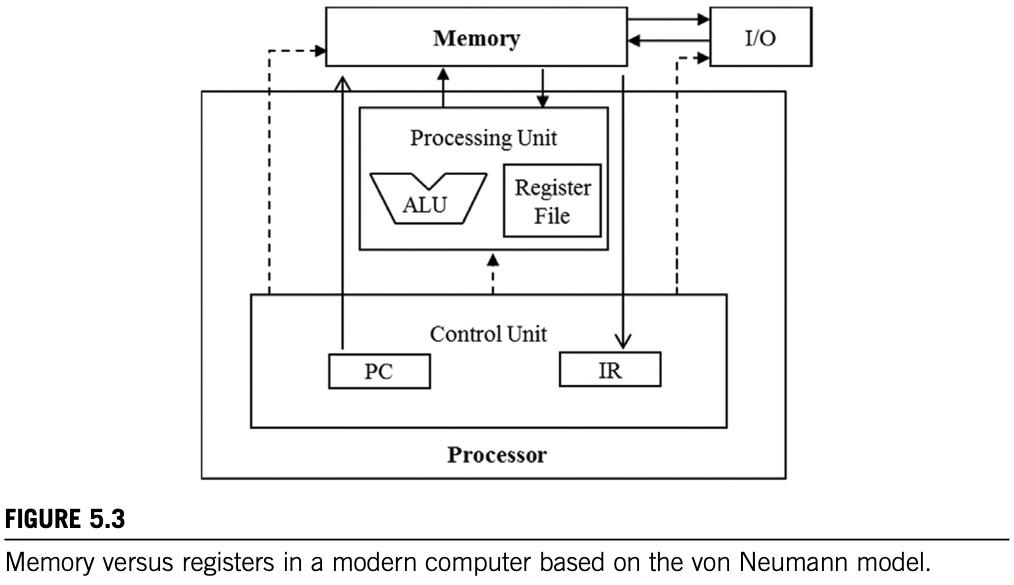 Memory
I/O
Processing Unit
ALU
Register
File
Control Unit
PC
IR
Processor
FIGURE 5.3
Memory versus registers in a modern computer based on the von Neumann model.